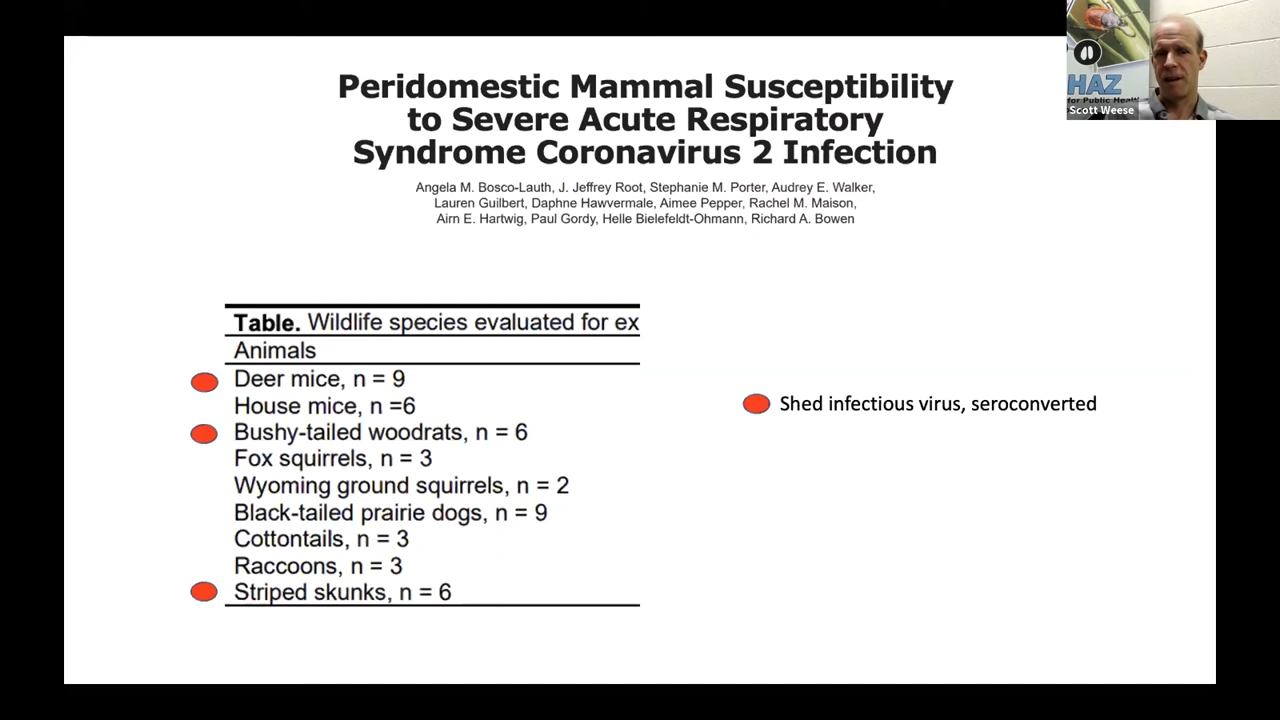 Peridomestic Mammal Susceptibility
to Severe Acute Respiratory
Syndrome Coronavirus 2 Infection
Angela M. Bosco-Lauth, J. Jeffrey Root, Stephanie M. Porter, Audrey E. Walker,
Lauren Guilbert, Daphne Hawvermale, Aimee Pepper, Rachel M. Maison,
Airn E. Hartwig, Paul Gordy, Helle Bielefeldt-Ohmann, Richard A. Bowen
HAZ
for Public Health
Scott Weese
Table. Wildlife species evaluated for ex
Animals
Deer mice, n = 9
House mice, n =6
Bushy-tailed woodrats, n = 6
Fox squirrels, n = 3
Wyoming ground squirrels, n = 2
Black-tailed prairie dogs, n = 9
Cottontails, n = 3
Raccoons, n = 3
Striped skunks, n = 6
Shed infectious virus, seroconverted